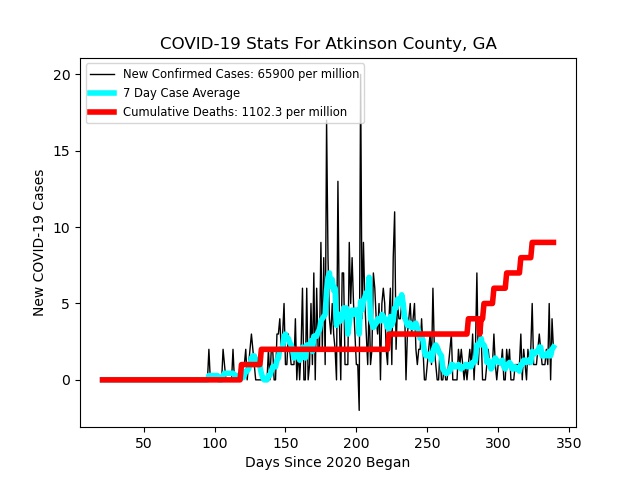 COVID-19 Stats For Atkinson County, GA
New Confirmed Cases: 65900 per million
7 Day Case Average
Cumulative Deaths: 1102.3 per million
New COVID-19 Cases
20
15
10
5
0
50 100 150 200 250 300 350
Days Since 2020 Began